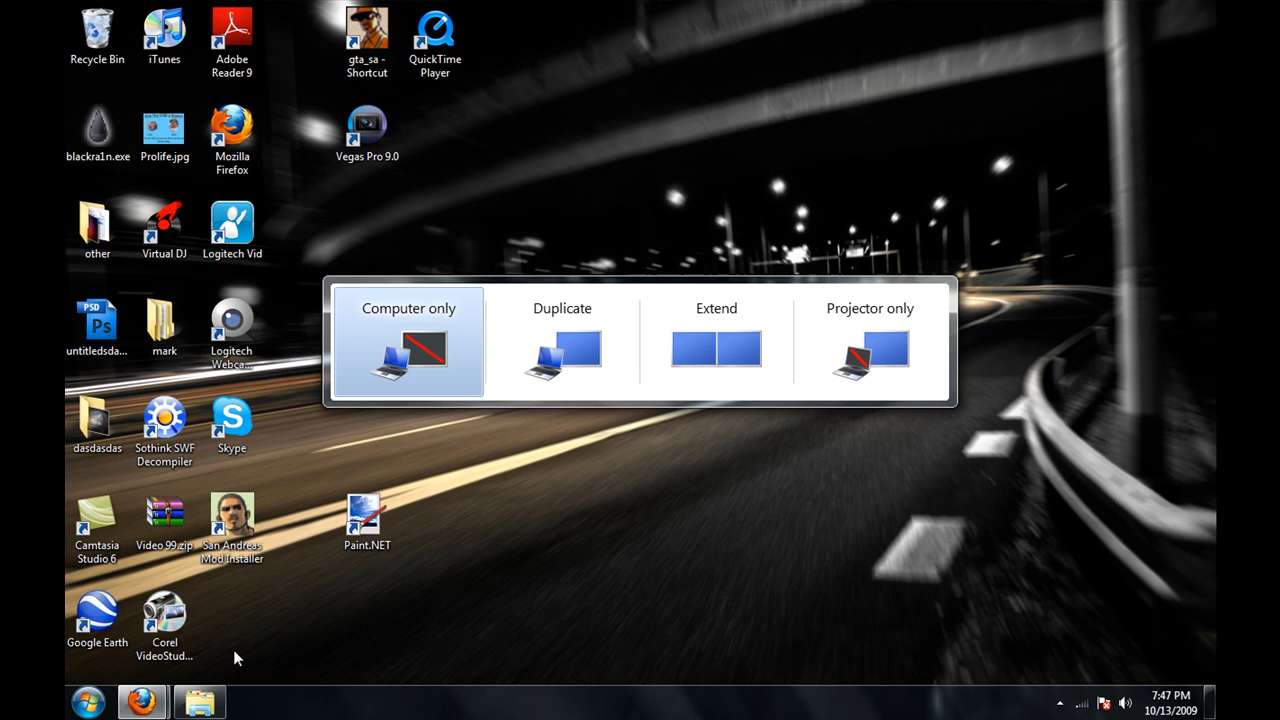 Recycle Bin
iTunes
Adobe
Reader 9
gta_sa -
Shortcut
QuickTime
Player
blackra1n.exe
Prolife.jpg
Mozilla
Firefox
Vegas Pro 9.0
other
Virtual DJ
Logitech Vid
Computer only
Duplicate
Extend
Projector only
PSD
Ps
untitledsda...
mark
Logitech
Webca...
dasdasdas
Sothink SWF
Decompiler
Skype
Camtasia
Studio 6
Video 99.zip
San Andreas
Mod Installer
Paint.NET
Google Earth
Corel
VideoStud...
7:47 PM
10/13/2009